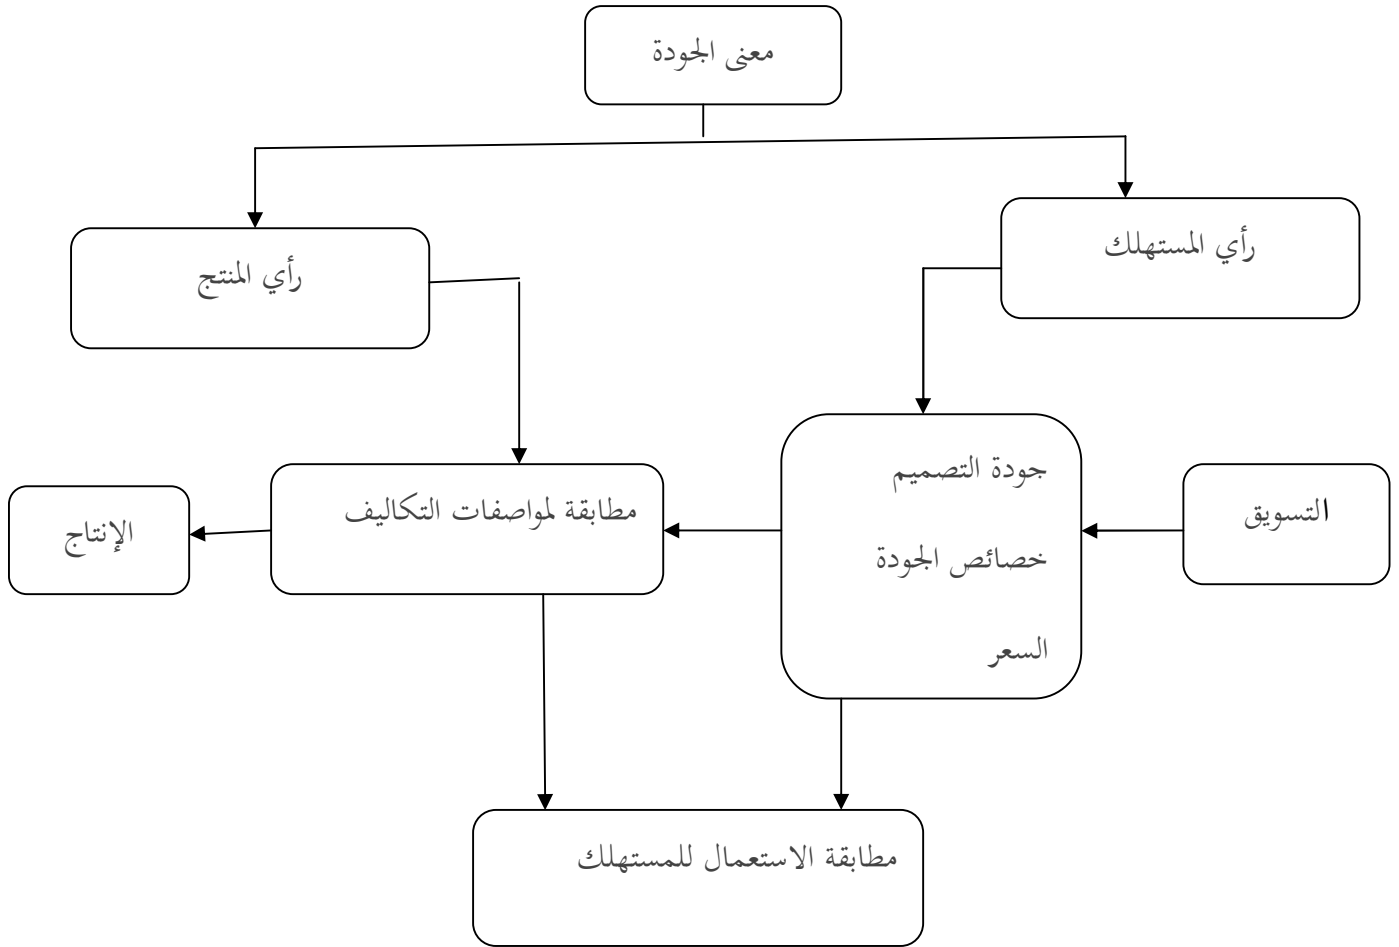 معنى الجودة
رأي المستهلك
رأي المنتج
التسويق
جودة التصميم
خصائص الجودة
السعر
مطابقة لمواصفات التكاليف
الإنتاج
مطابقة الاستعمال للمستهلك